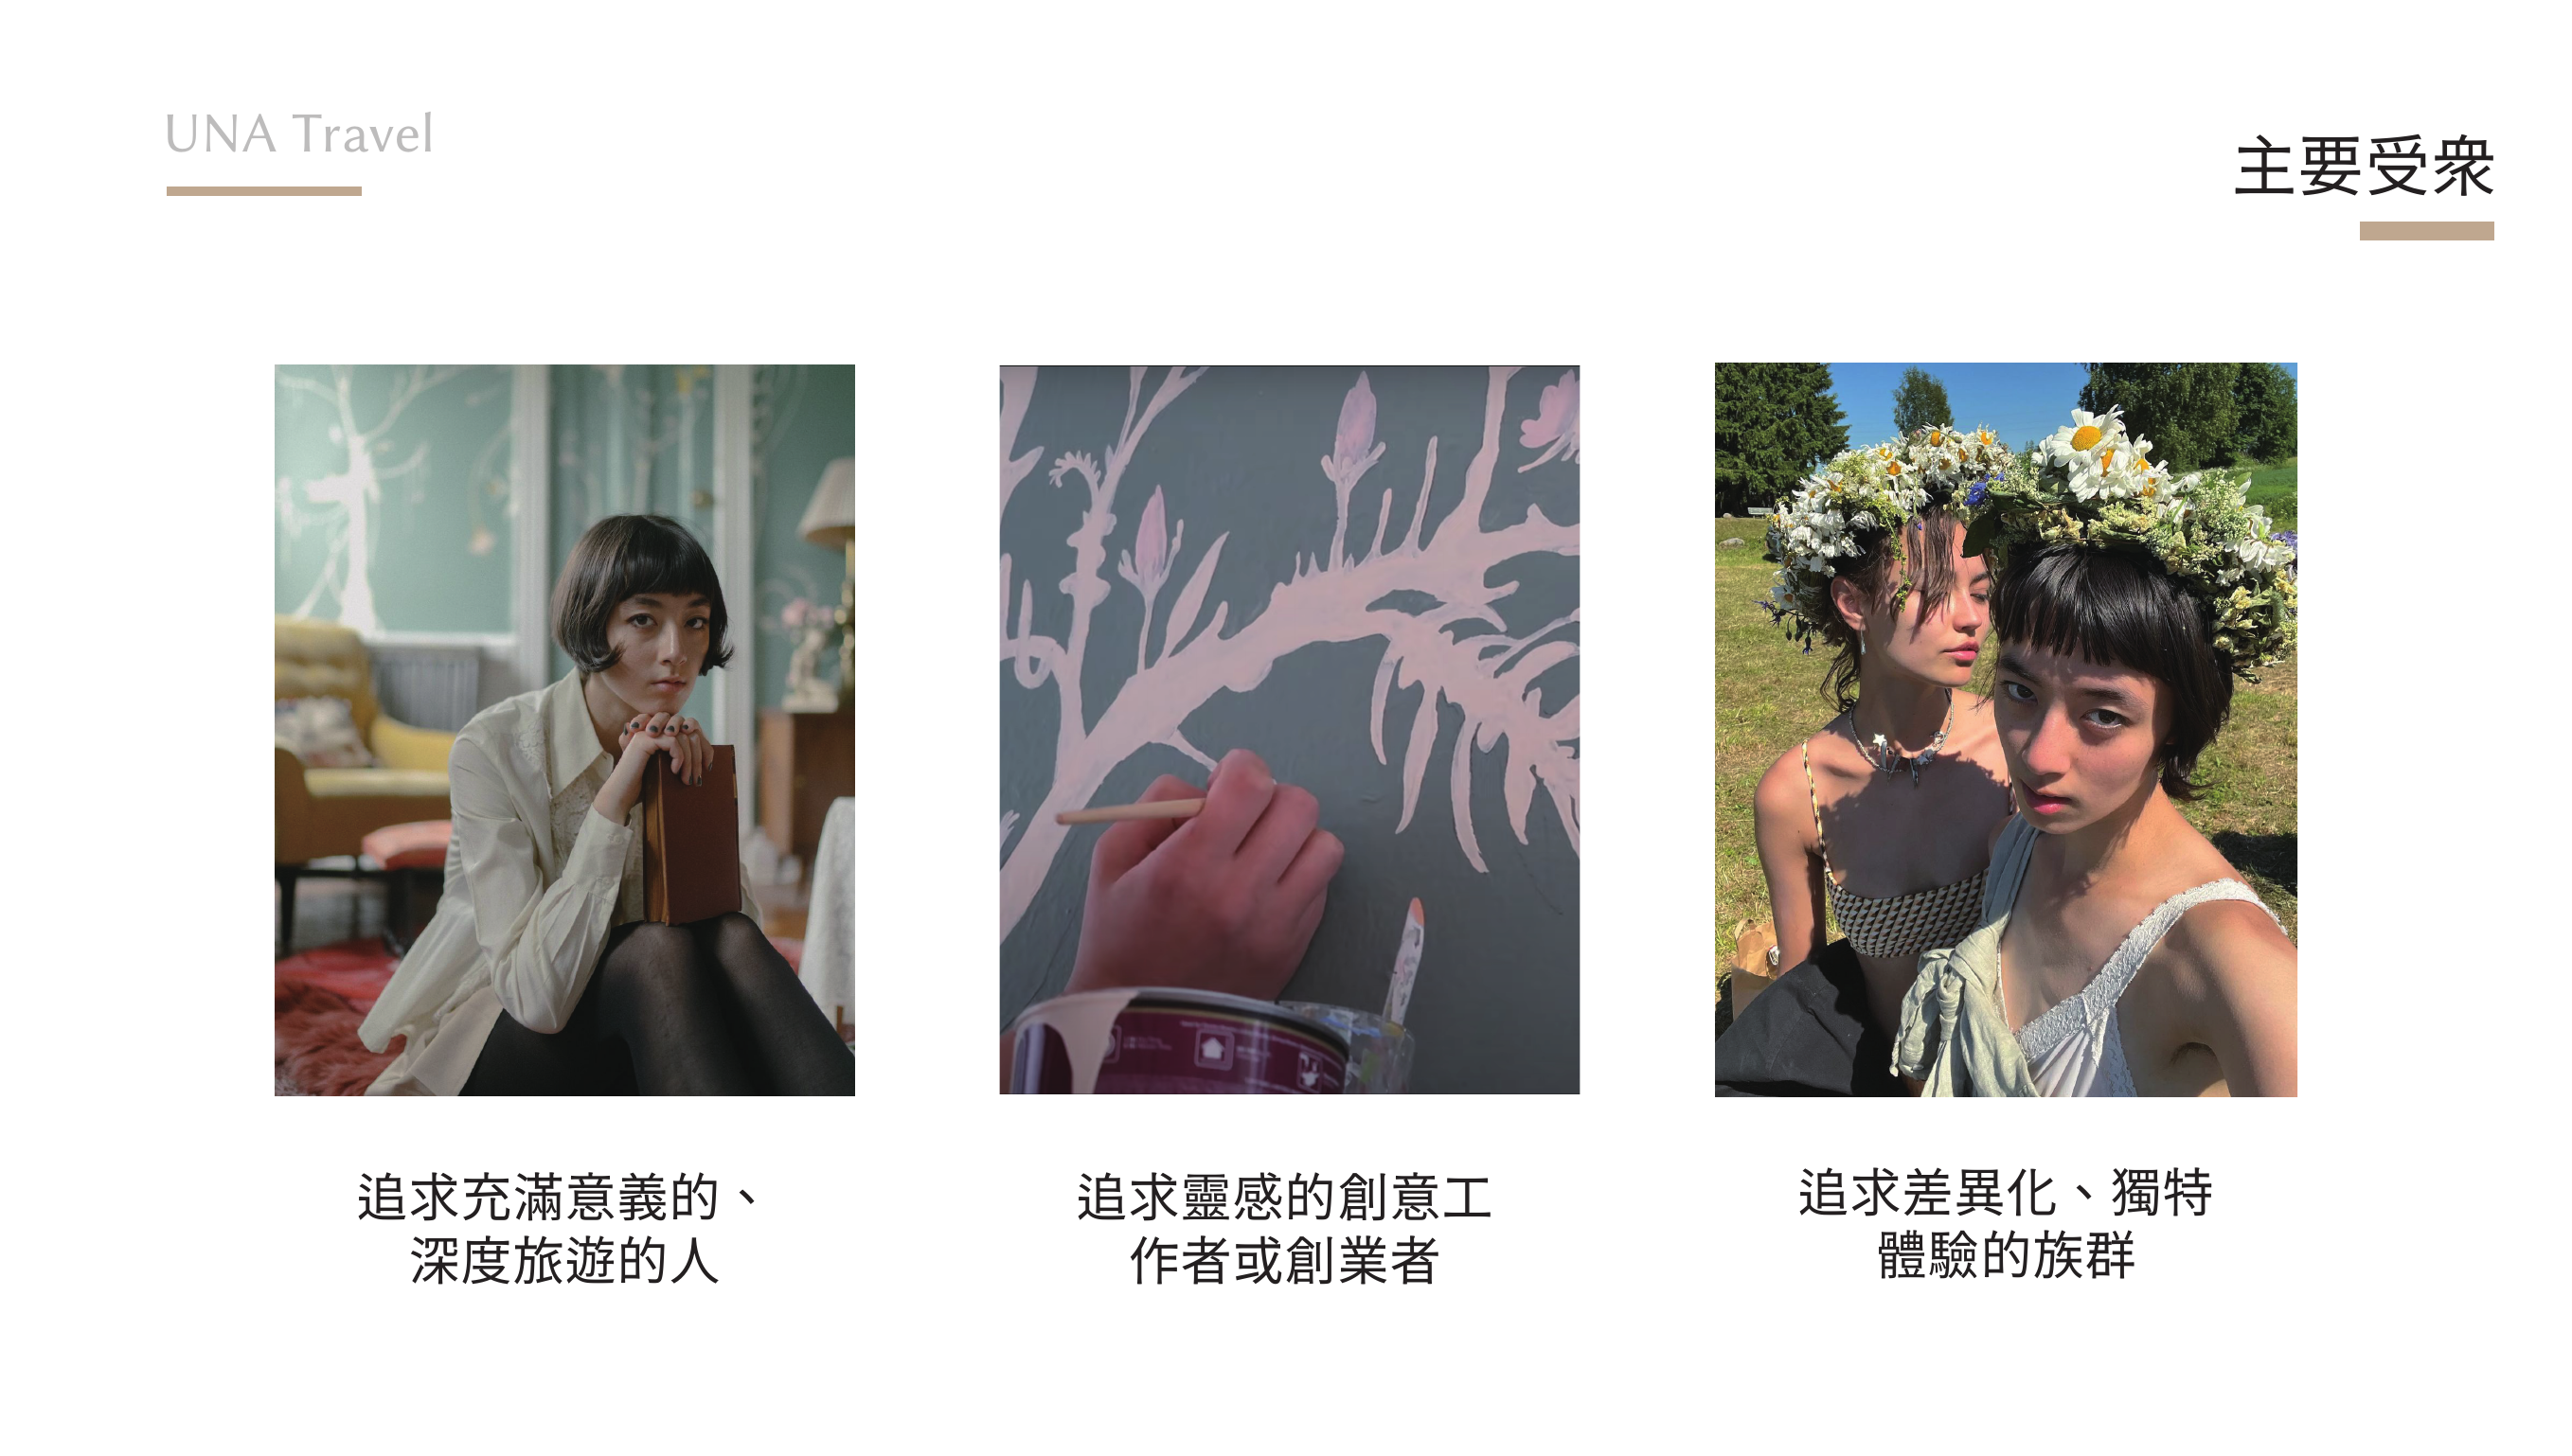 UNA Travel
主要受眾
追求充滿意義的、
深度旅遊的人
追求靈感的創意工
作者或創業者
追求差異化、獨特
體驗的族群